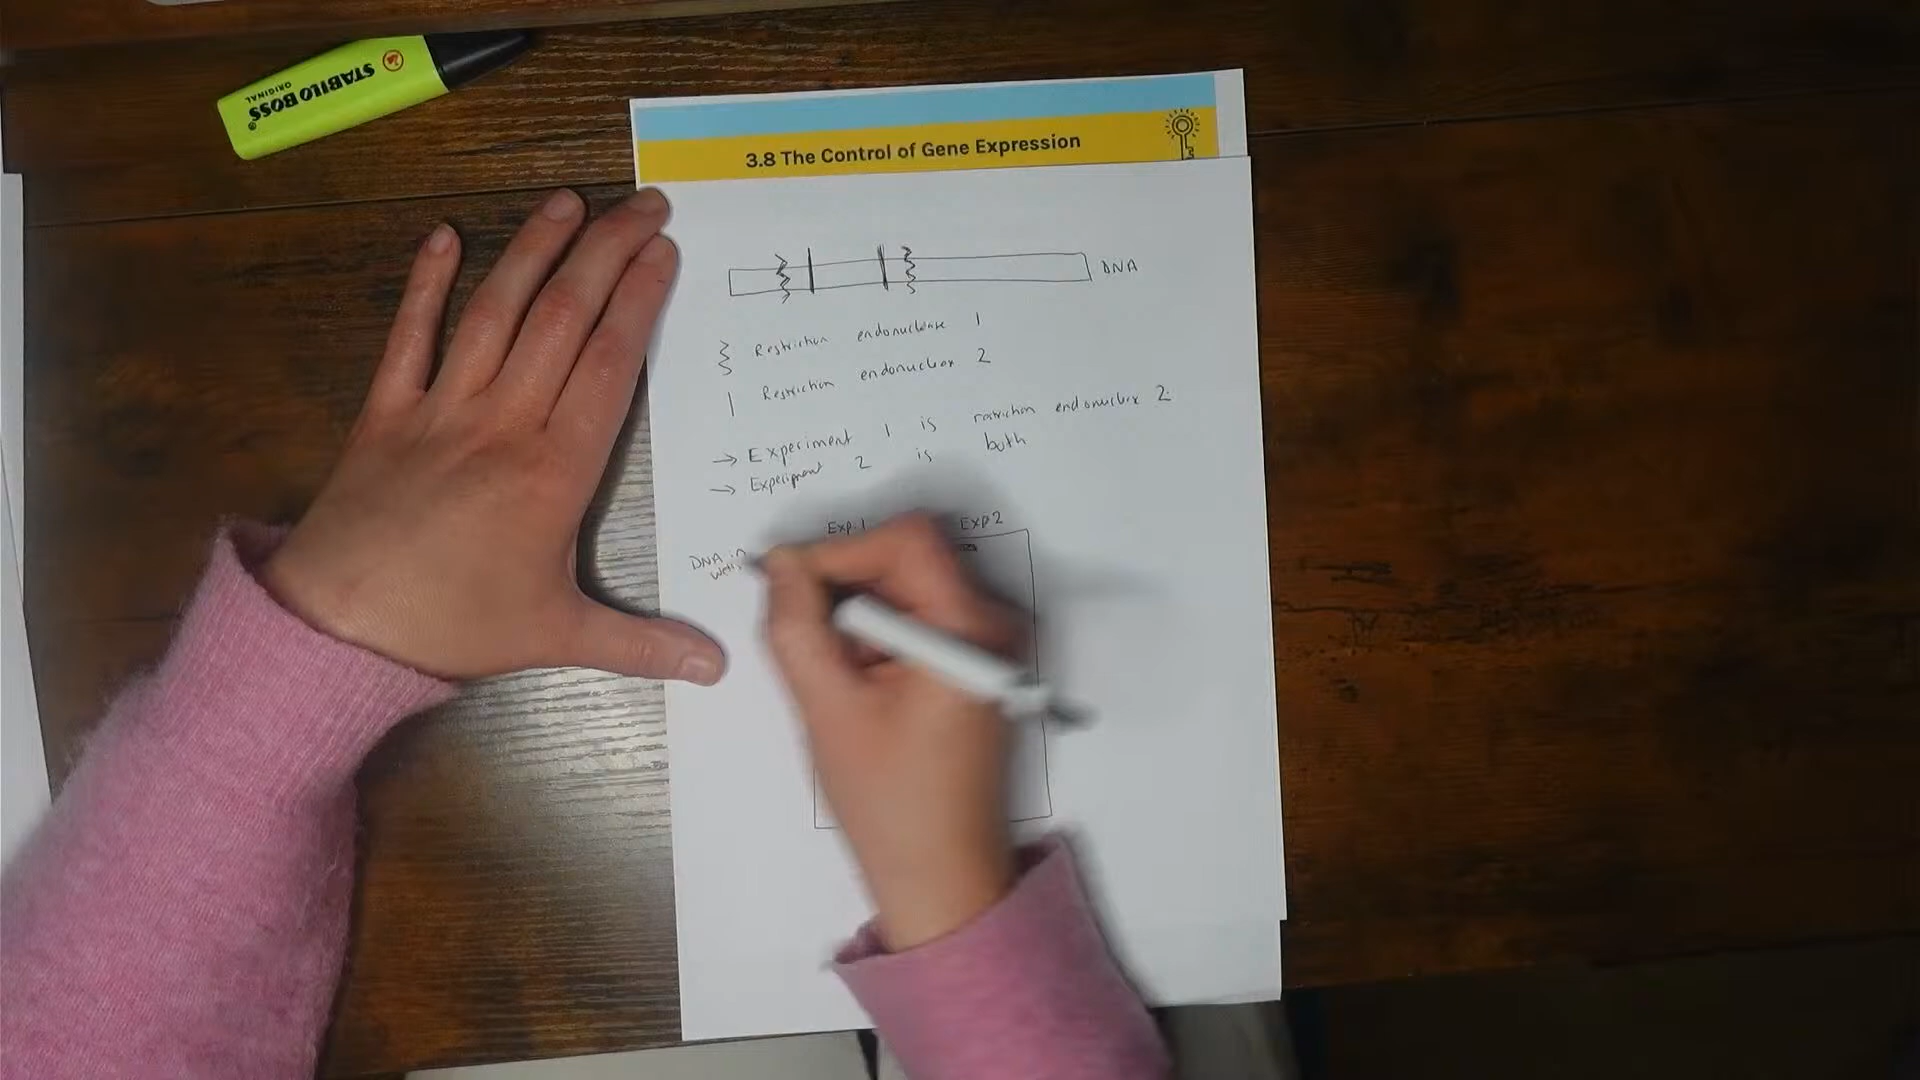 STABILO BOSS
ORIGINAL
3.8 The Control of Gene Expression
DNA
Restriction endonuclease 1
Restriction endonuclease 2
→ Experiment 1 is restriction endonuclease 2.
→ Experiment 2 is both
Exp. 1 Exp 2
DNA in
wells